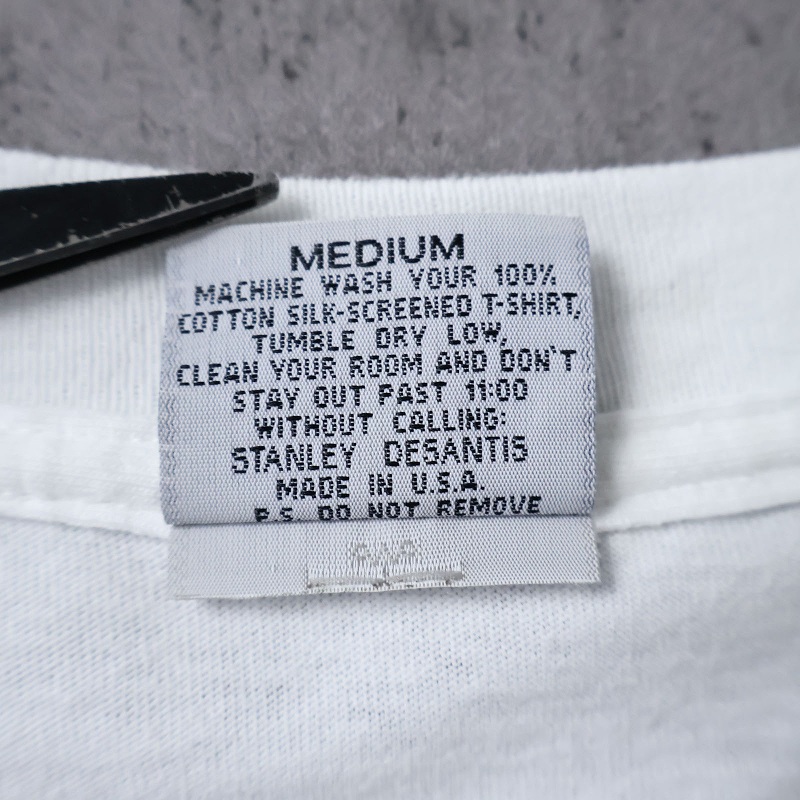 MEDIUM
MACHINE WASH YOUR 100%
COTTON SILK-SCREENED T-SHIRT,
TUMBLE DRY LOW,
CLEAN YOUR ROOM AND DON'T
STAY OUT PAST 11:00
WITHOUT CALLING:
STANLEY DESANTIS
MADE IN U.S.A.
P.S. DO NOT REMOVE